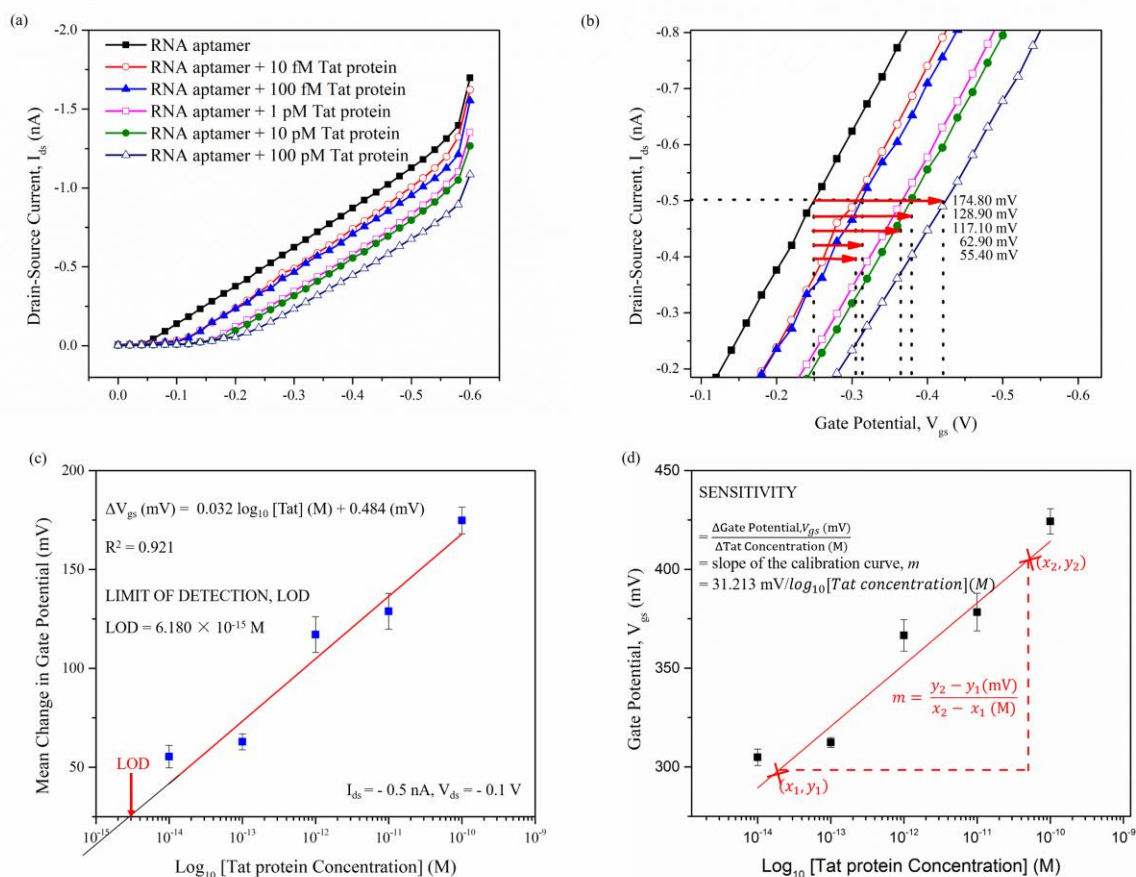 (a)
-2.0
-1.5
-1.0
-0.5
0.0
Drain-Source Current, I_ds (nA)
RNA aptamer
RNA aptamer + 10 fM Tat protein
RNA aptamer + 100 fM Tat protein
RNA aptamer + 1 pM Tat protein
RNA aptamer + 10 pM Tat protein
RNA aptamer + 100 pM Tat protein
0.0 -0.1 -0.2 -0.3 -0.4 -0.5 -0.6
(b)
-0.8
-0.7
-0.6
-0.5
-0.4
-0.3
-0.2
Drain-Source Current, I_ds (nA)
174.80 mV
128.90 mV
117.10 mV
62.90 mV
55.40 mV
-0.1 -0.2 -0.3 -0.4 -0.5 -0.6
Gate Potential, V_gs (V)
(c)
200
150
100
50
Mean Change in Gate Potential (mV)
ΔV_gs (mV) = 0.032 log₁₀ [Tat] (M) + 0.484 (mV)
R² = 0.921
LIMIT OF DETECTION, LOD
LOD = 6.180 × 10⁻¹⁵ M
LOD
I_ds = - 0.5 nA, V_ds = - 0.1 V
10⁻¹⁵ 10⁻¹⁴ 10⁻¹³ 10⁻¹² 10⁻¹¹ 10⁻¹⁰ 10⁻⁹
Log₁₀ [Tat protein Concentration] (M)
(d)
450
400
350
300
Gate Potential, V_gs (mV)
SENSITIVITY
= ΔGate Potential,V_gs (mV)
ΔTat Concentration (M)
= slope of the calibration curve, m
= 31.213 mV/log₁₀[Tat concentration](M)
(x₂, y₂)
m = y₂ − y₁(mV)
x₂ − x₁ (M)
(x₁, y₁)
10⁻¹⁴ 10⁻¹³ 10⁻¹² 10⁻¹¹ 10⁻¹⁰ 10⁻⁹
Log₁₀ [Tat protein Concentration] (M)